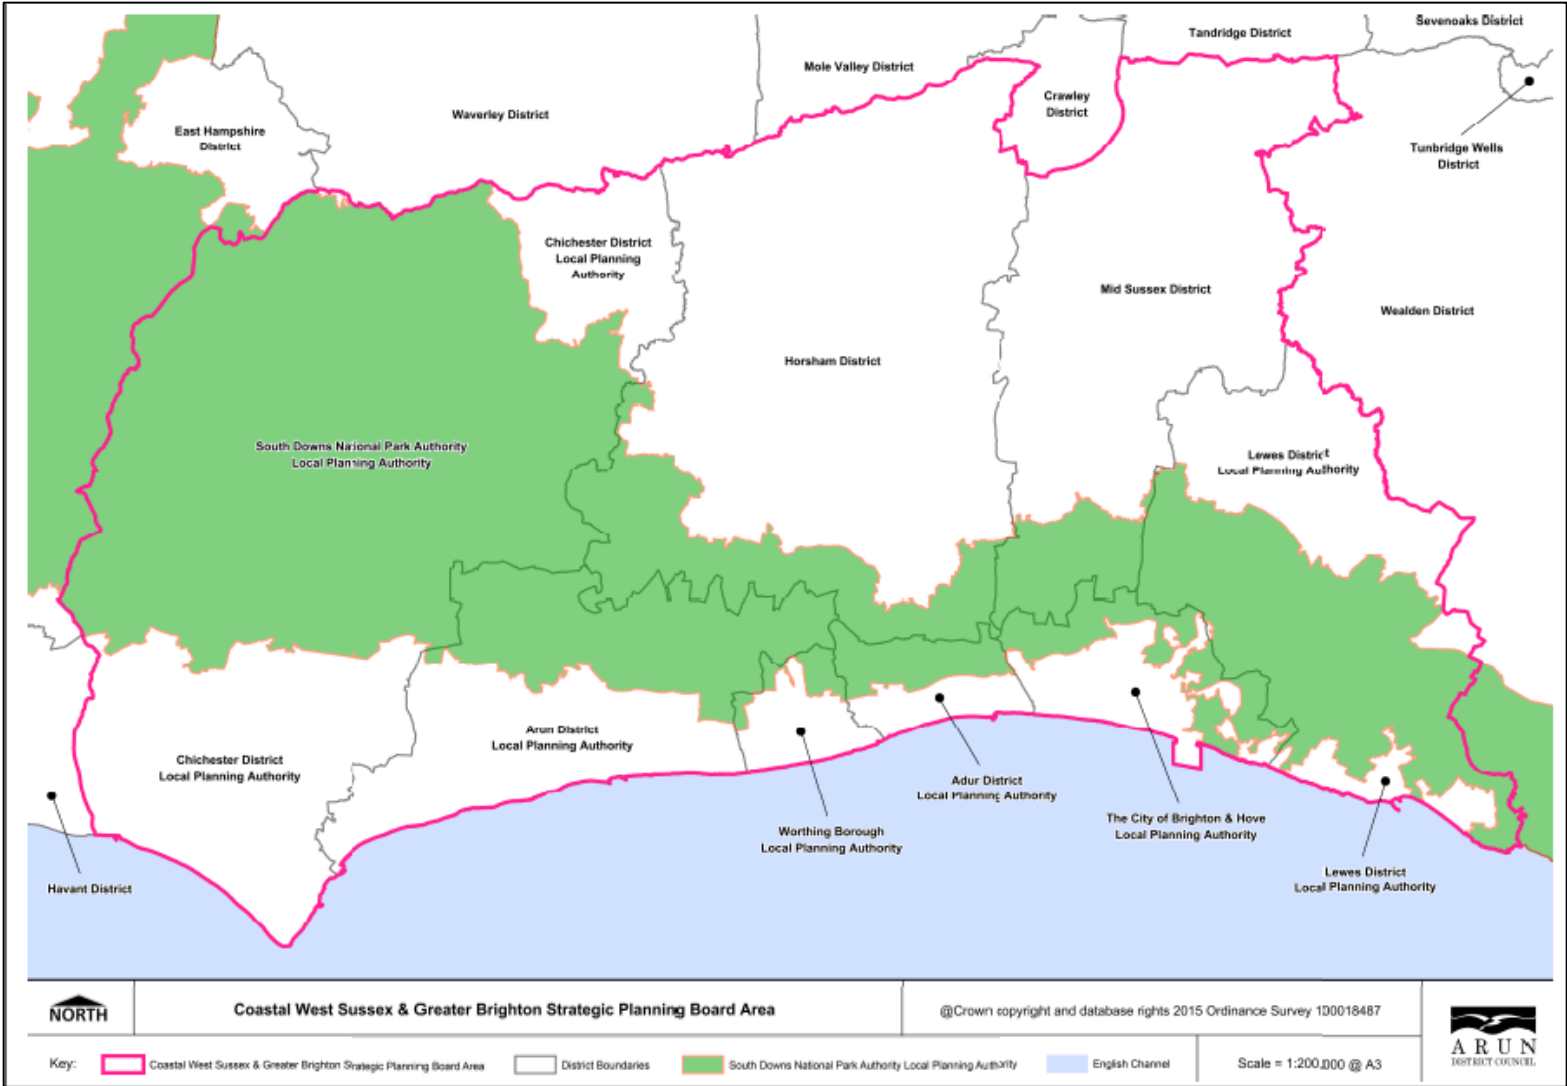 Sevenoaks District
Tandridge District
Mole Valley District
Crawley
District
Waverley District
East Hampshire
District
Tunbridge Wells
District
Chichester District
Local Planning
Authority
Mid Sussex District
Wealden District
Horsham District
South Downs National Park Authority
Local Planning Authority
Lewes District
Local Planning Authority
Arun District
Local Planning Authority
Chichester District
Local Planning Authority
Adur District
Local Planning Authority
The City of Brighton & Hove
Local Planning Authority
Worthing Borough
Local Planning Authority
Lewes District
Local Planning Authority
Havant District
NORTH
Coastal West Sussex & Greater Brighton Strategic Planning Board Area
@Crown copyright and database rights 2015 Ordinance Survey 100018487
Key:
Coastal West Sussex & Greater Brighton Strategic Planning Board Area
District Boundaries
South Downs National Park Authority Local Planning Authority
English Channel
Scale = 1:200,000 @ A3
ARUN
DISTRICT COUNCIL